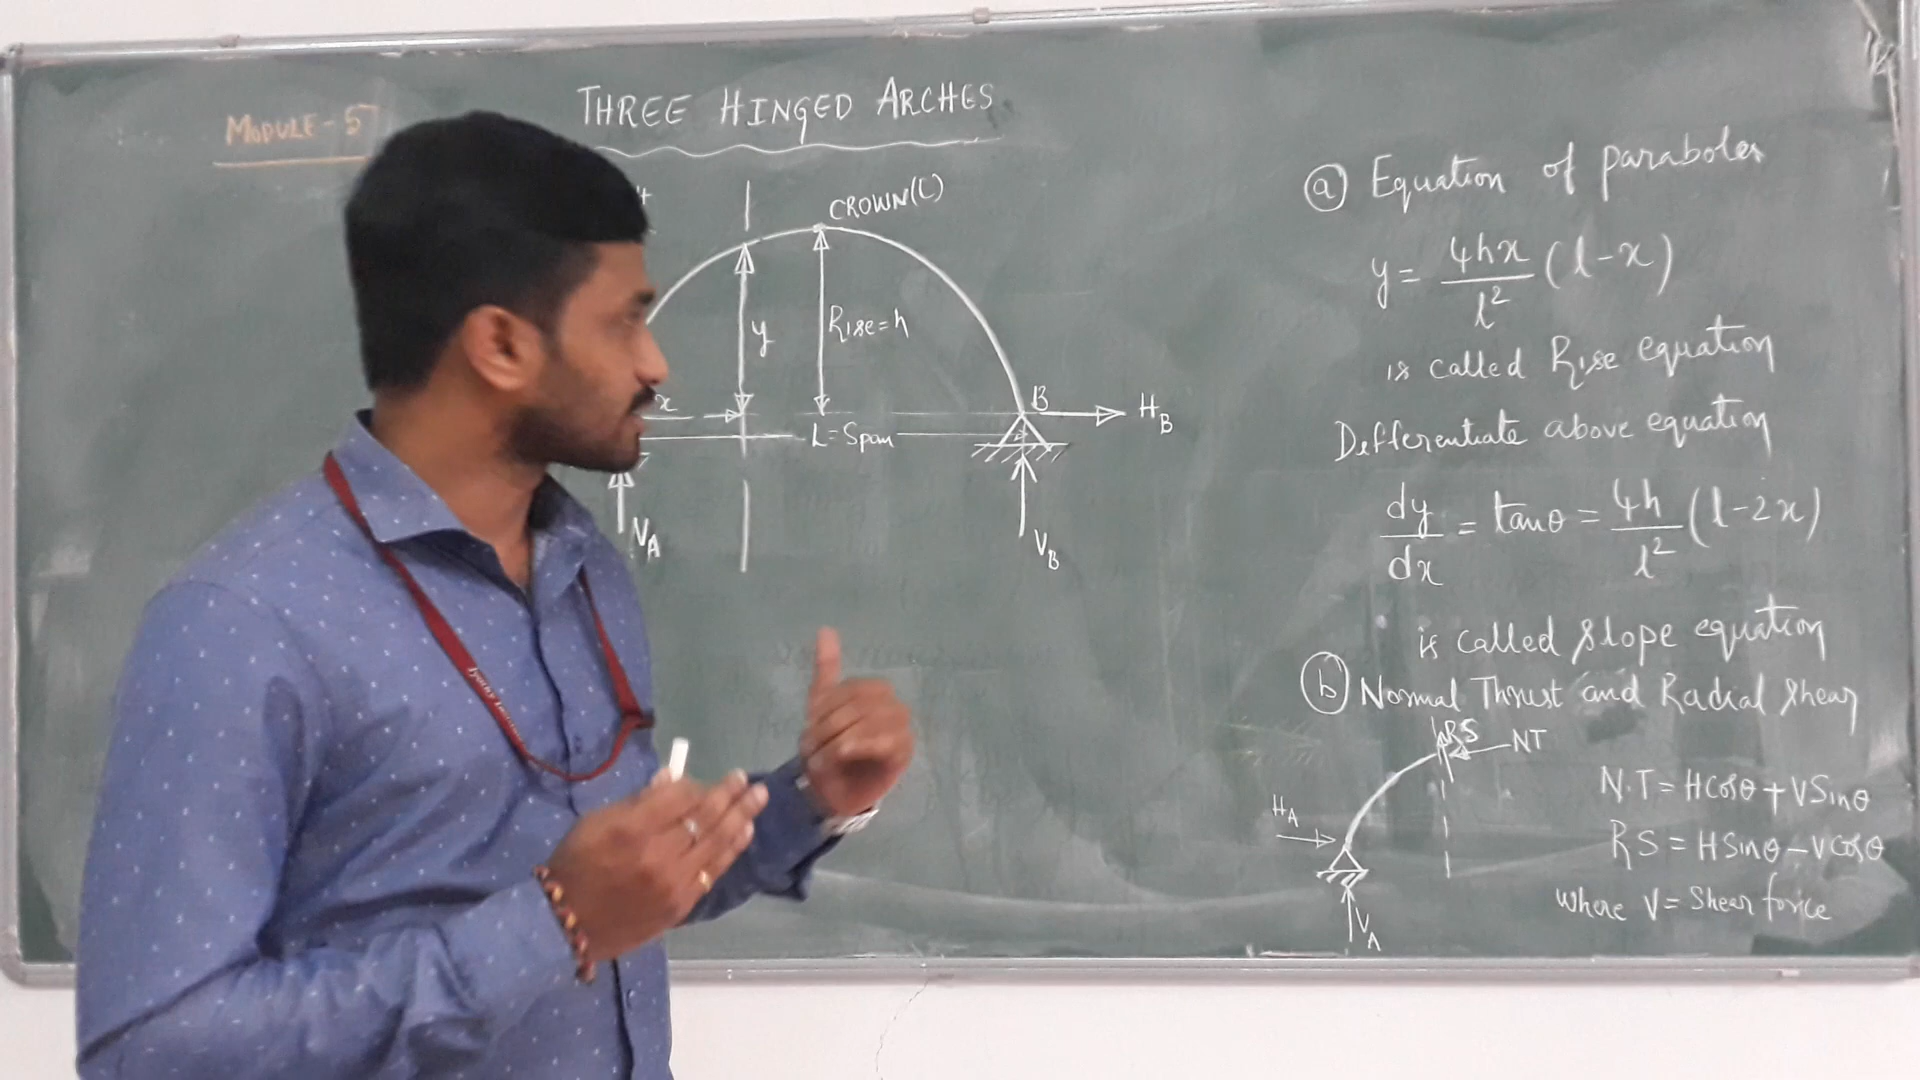 MODULE-5
THREE HINGED ARCHES
CROWN(C)
y
Rise=h
x
L=Span
B
H_B
V_A
V_B
(a) Equation of parabolas
y = 4hx/l² (l-x)
is called Rise equation
Defferentiate above equation
dy/dx = tanθ = 4h/l² (l-2x)
is called slope equation
(b) Normal Thrust and Radial shear
RS
NT
H_A
V_A
N.T = HCosθ + VSinθ
RS = HSinθ - VCosθ
where V = Shear force